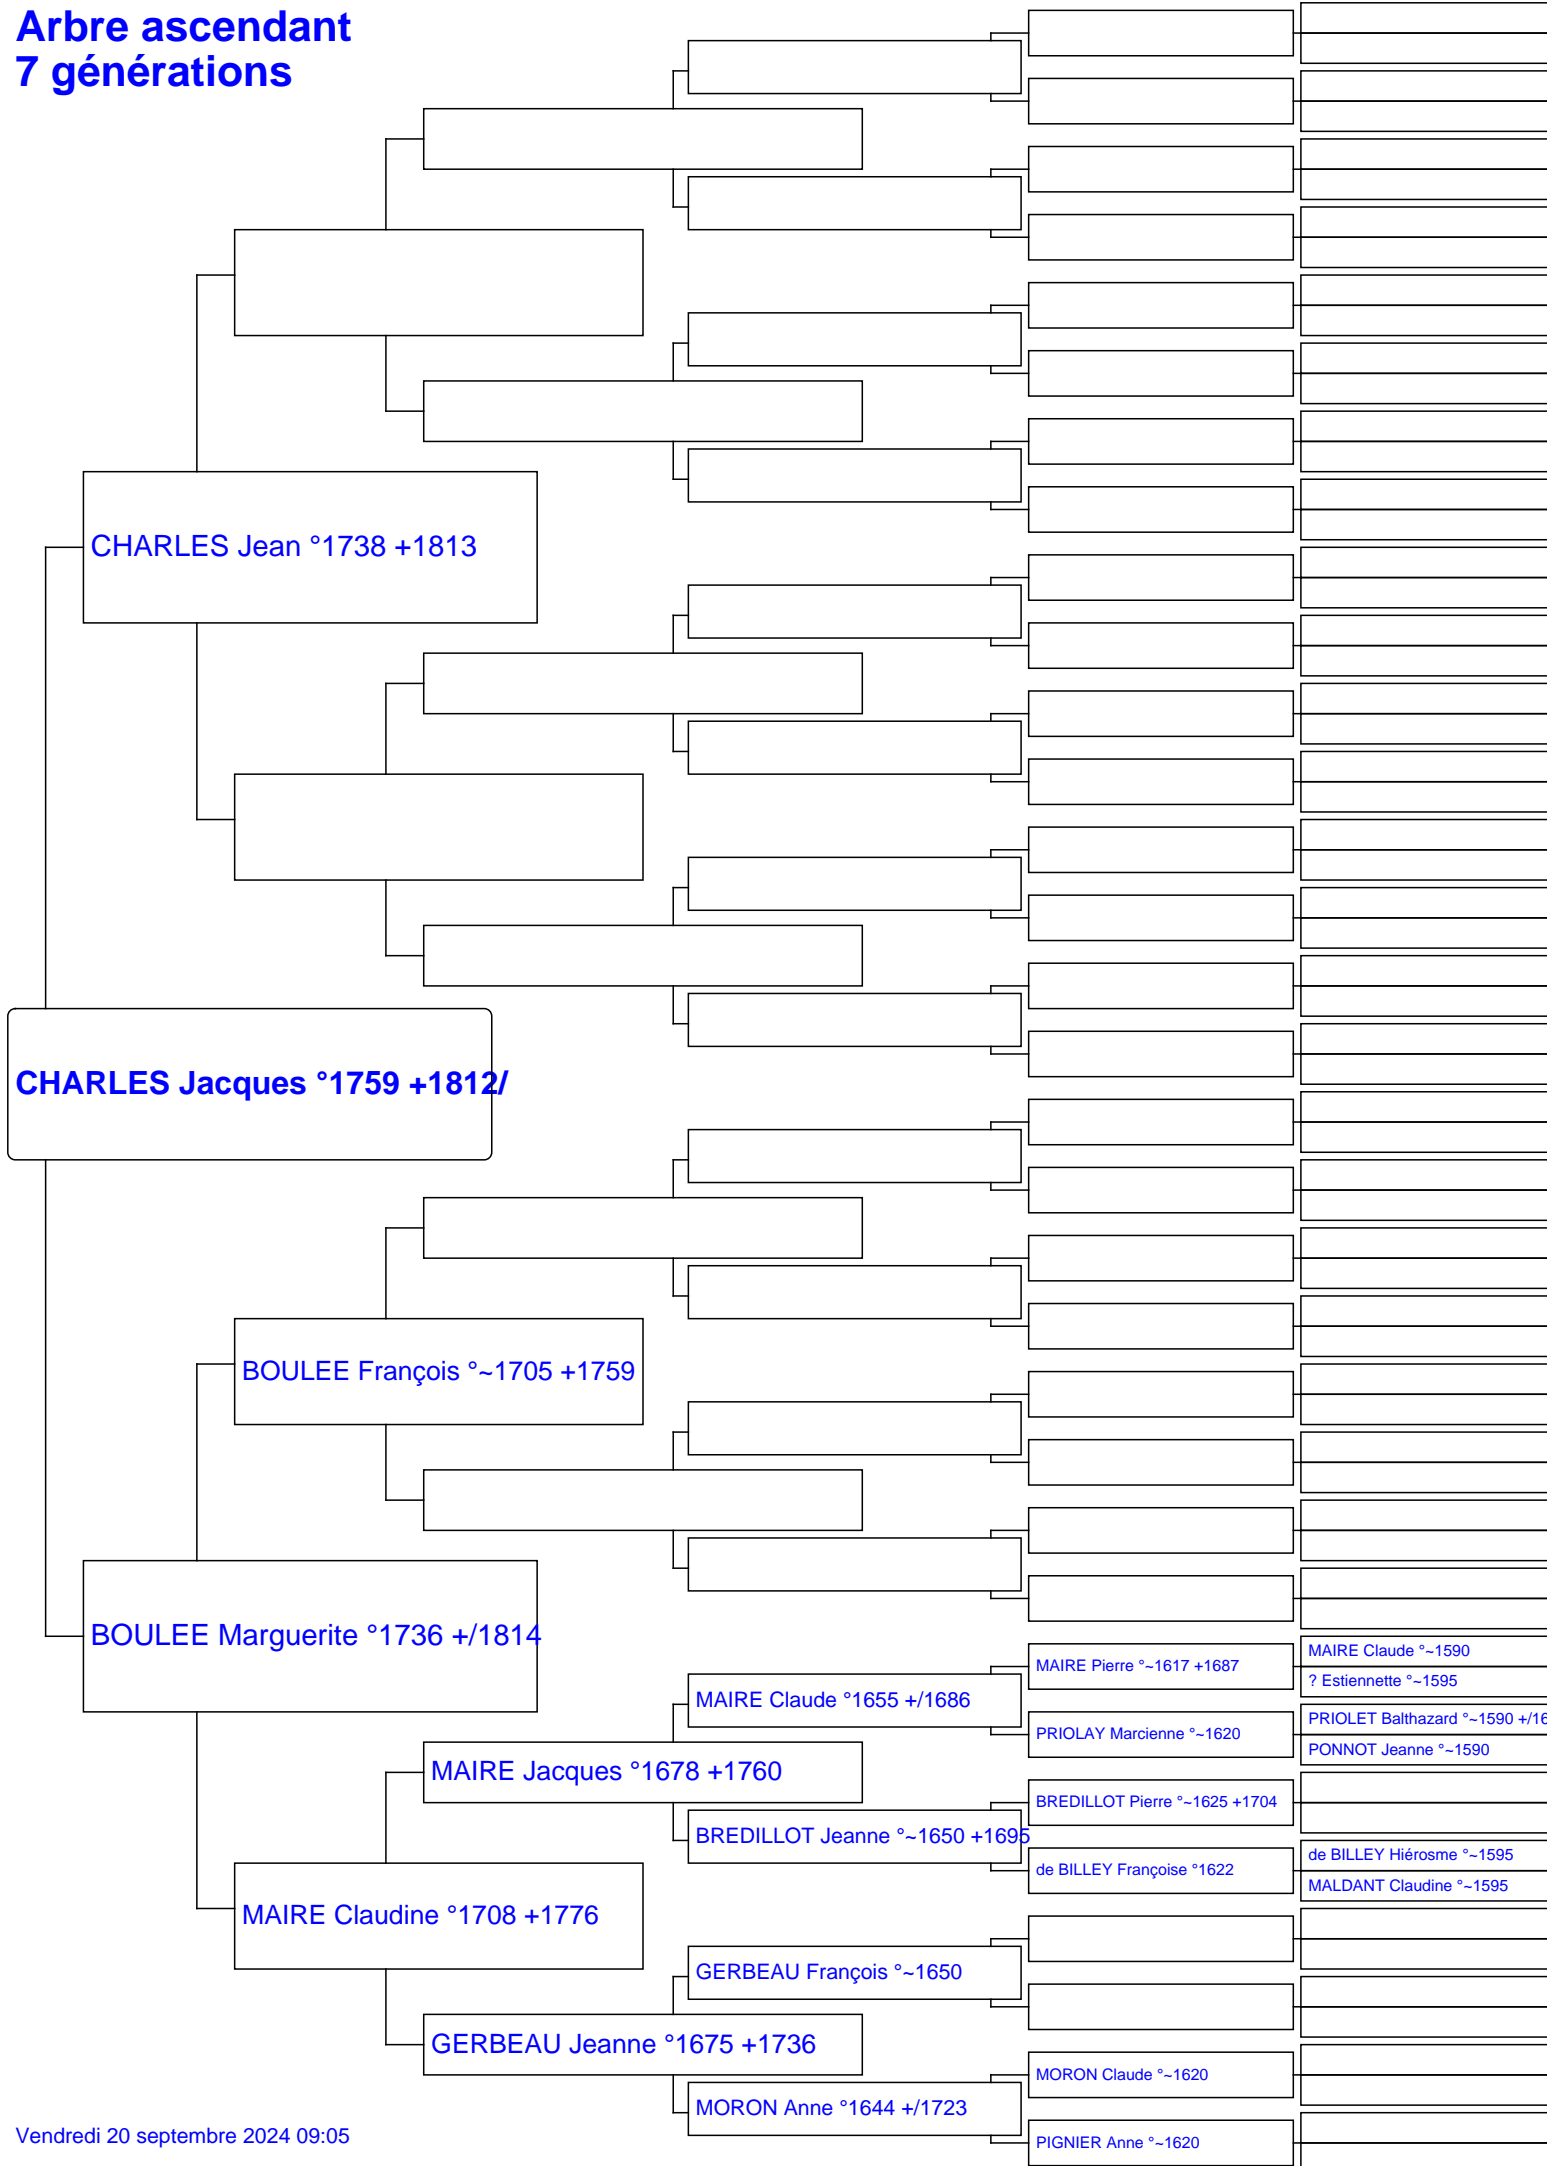 Arbre ascendant
7 générations
CHARLES Jean °1738 +1813
CHARLES Jacques °1759 +1812/
BOULEE François °~1705 +1759
BOULEE Marguerite °1736 +/1814
MAIRE Claude °~1590
MAIRE Pierre °~1617 +1687
? Estiennette °~1595
MAIRE Claude °1655 +/1686
PRIOLET Balthazard °~1590 +/16
PRIOLAY Marcienne °~1620
PONNOT Jeanne °~1590
MAIRE Jacques °1678 +1760
BREDILLOT Pierre °~1625 +1704
BREDILLOT Jeanne °~1650 +1695
de BILLEY Hiérosme °~1595
de BILLEY Françoise °1622
MALDANT Claudine °~1595
MAIRE Claudine °1708 +1776
GERBEAU François °~1650
GERBEAU Jeanne °1675 +1736
MORON Claude °~1620
MORON Anne °1644 +/1723
PIGNIER Anne °~1620
Vendredi 20 septembre 2024 09:05